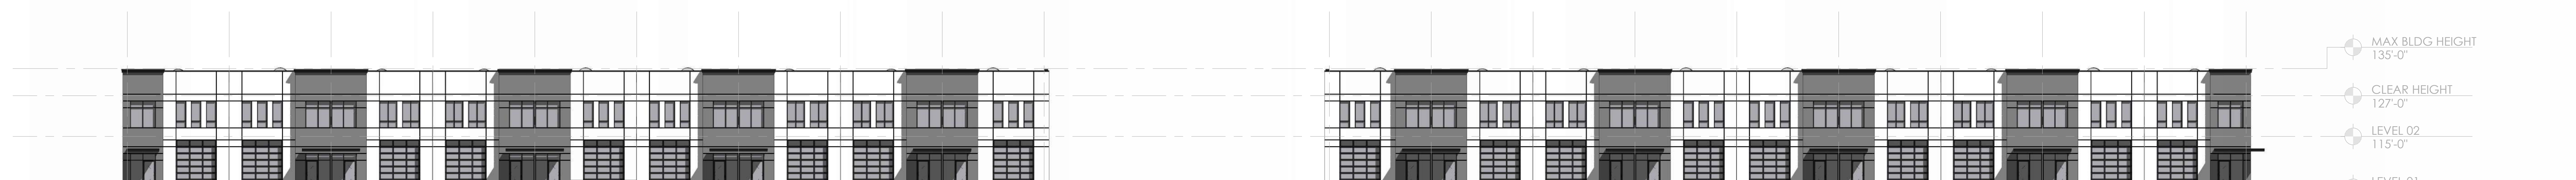 MAX BLDG HEIGHT
135'-0"
CLEAR HEIGHT
127'-0"
LEVEL 02
115'-0"